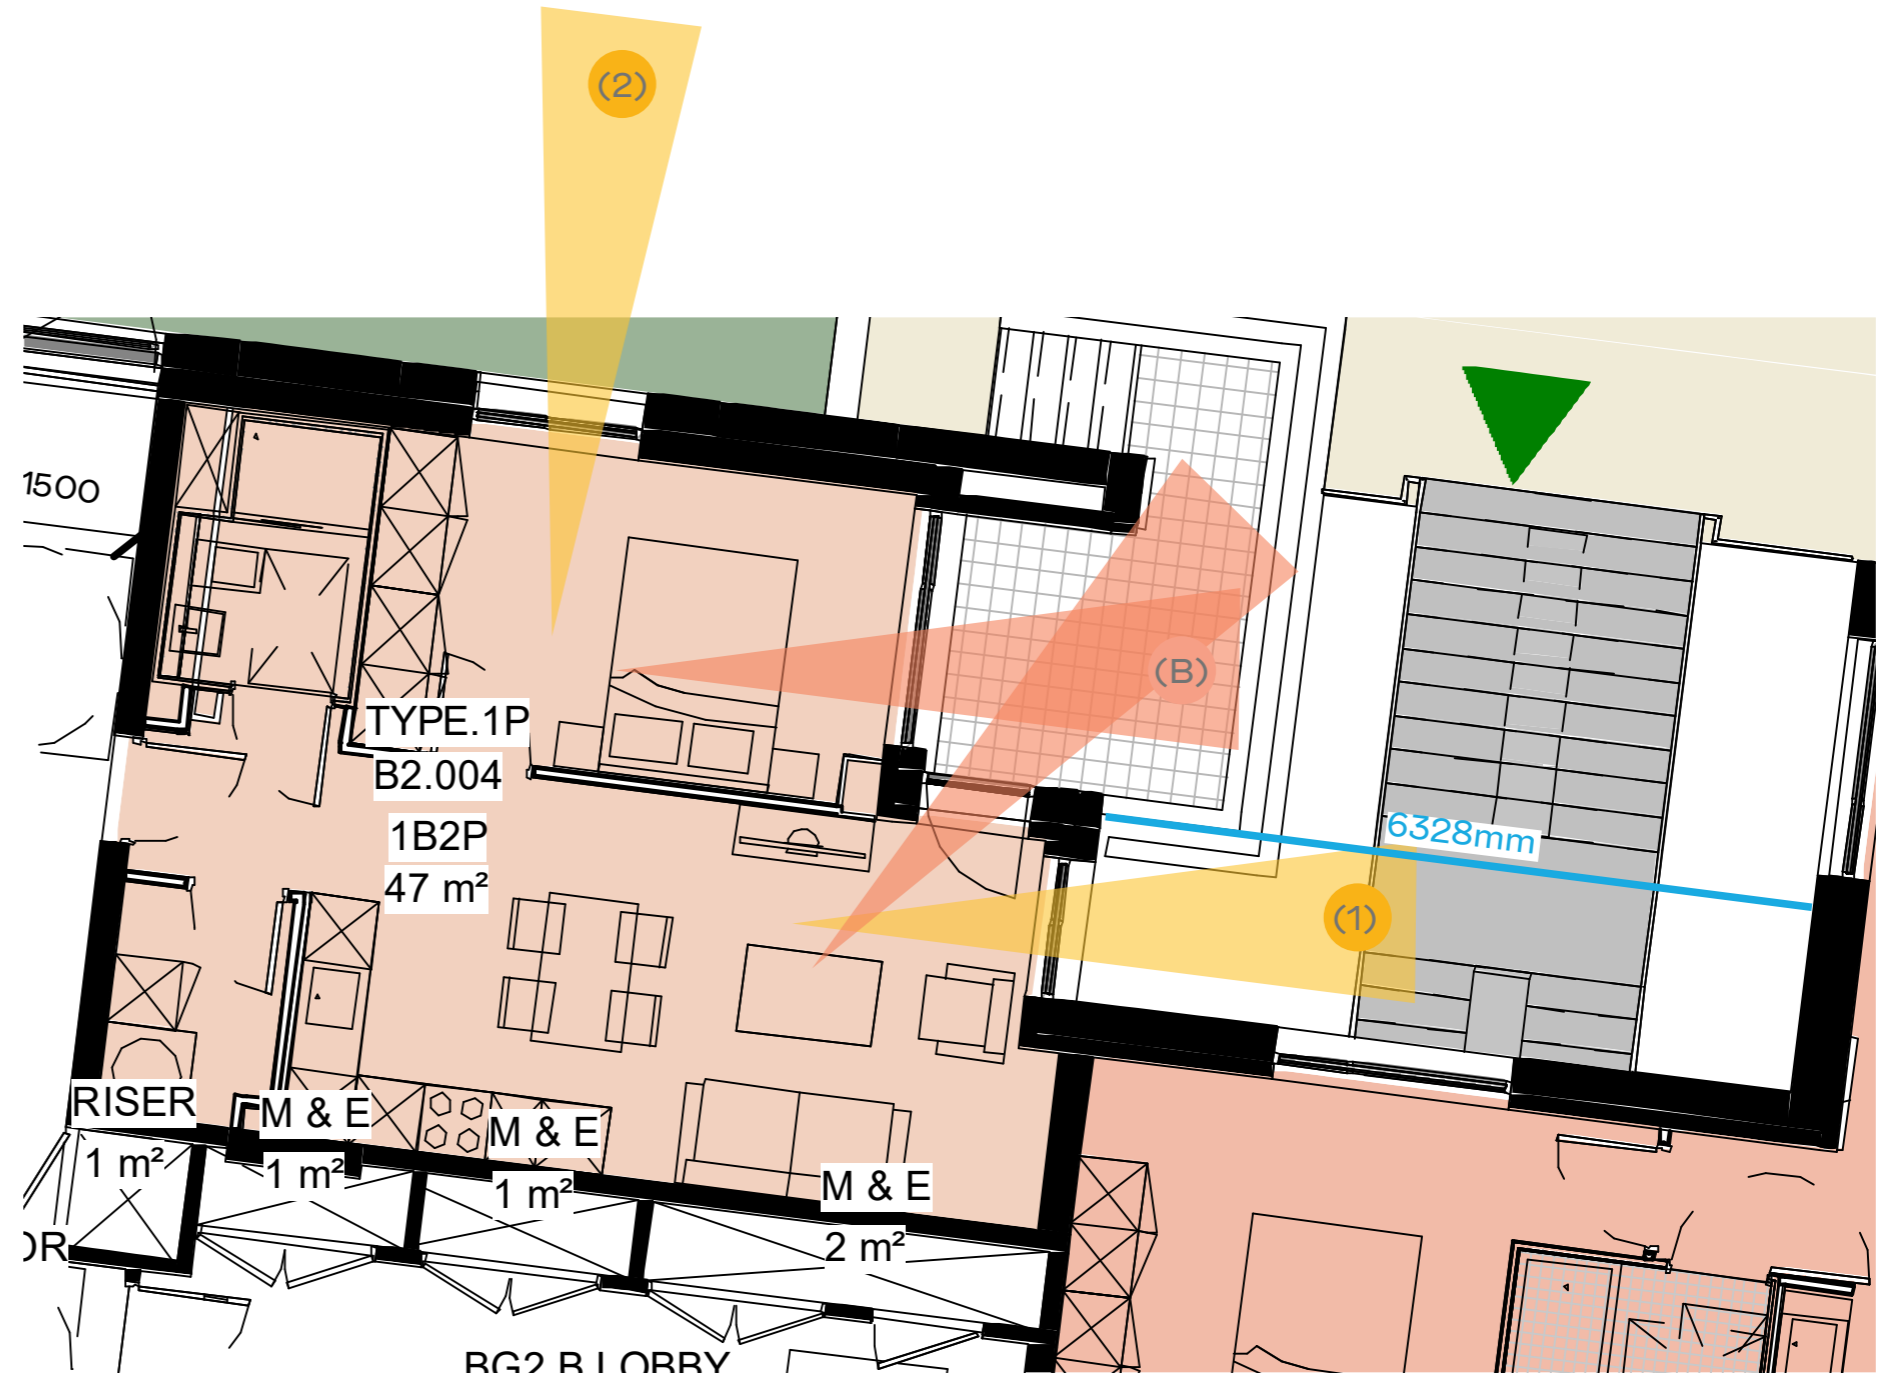 (2)
1500
(B)
TYPE.1P
B2.004
1B2P
47 m²
6328mm
(1)
RISER
1 m²
M & E
1 m²
M & E
1 m²
M & E
2 m²
OR
BG2 B LOBBY